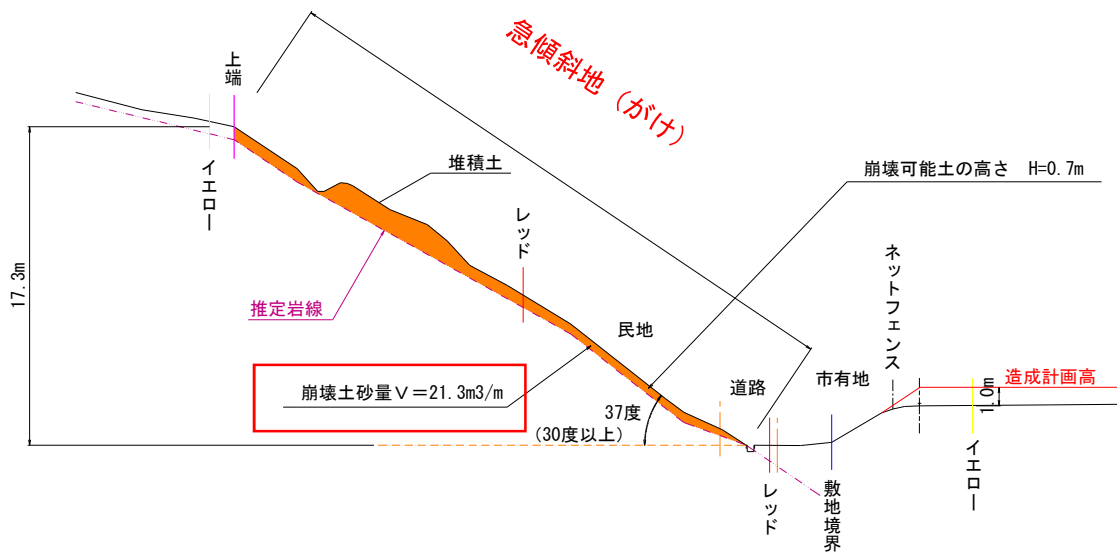 急傾斜地（がけ）
上端
イエロー
堆積土
崩壊可能土の高さ　H=0.7m
レッド
17.3m
推定岩線
民地
ネットフェンス
崩壊土砂量V＝21.3m3/m
道路
市有地
造成計画高
1.0m
37度
（30度以上）
レッド
敷地境界
イエロー